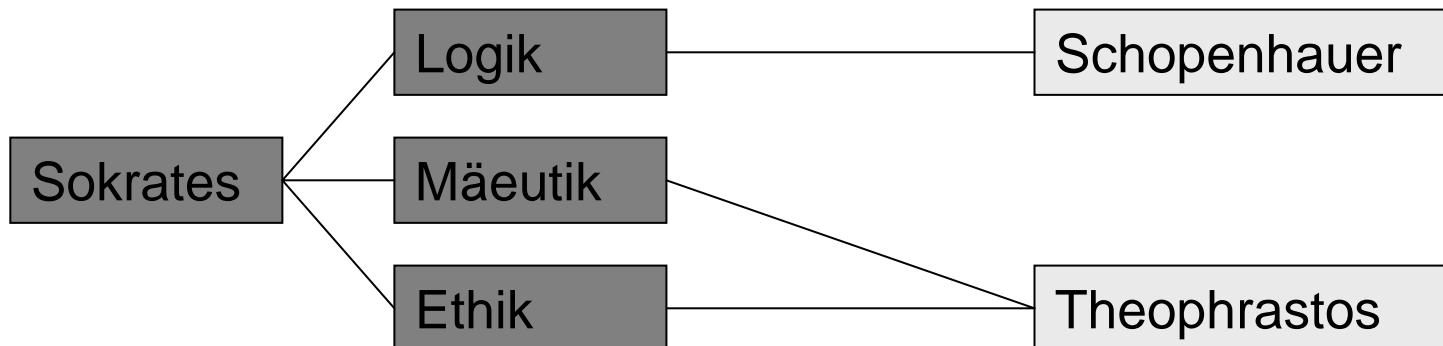 Logik
Schopenhauer
Sokrates
Mäeutik
Ethik
Theophrastos